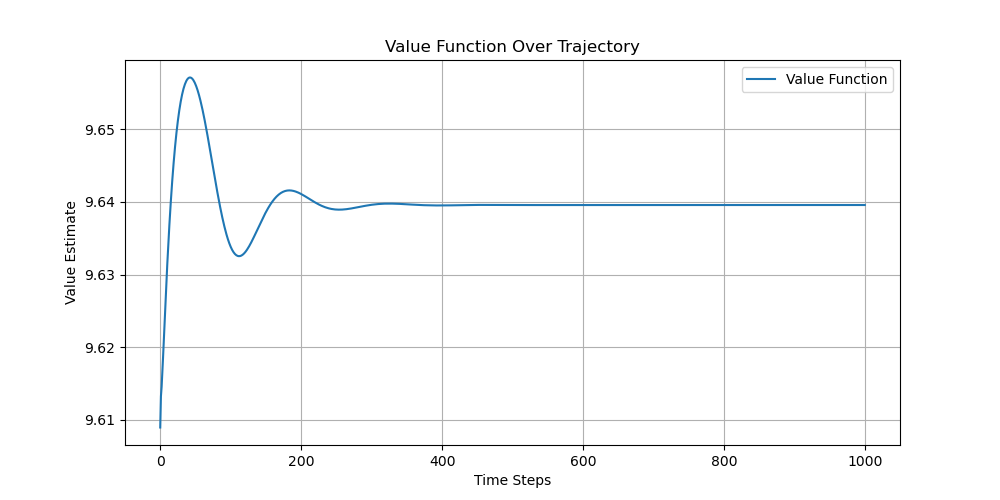 Value Function Over Trajectory
Value Function
Value Estimate
9.65
9.64
9.63
9.62
9.61
0 200 400 600 800 1000
Time Steps